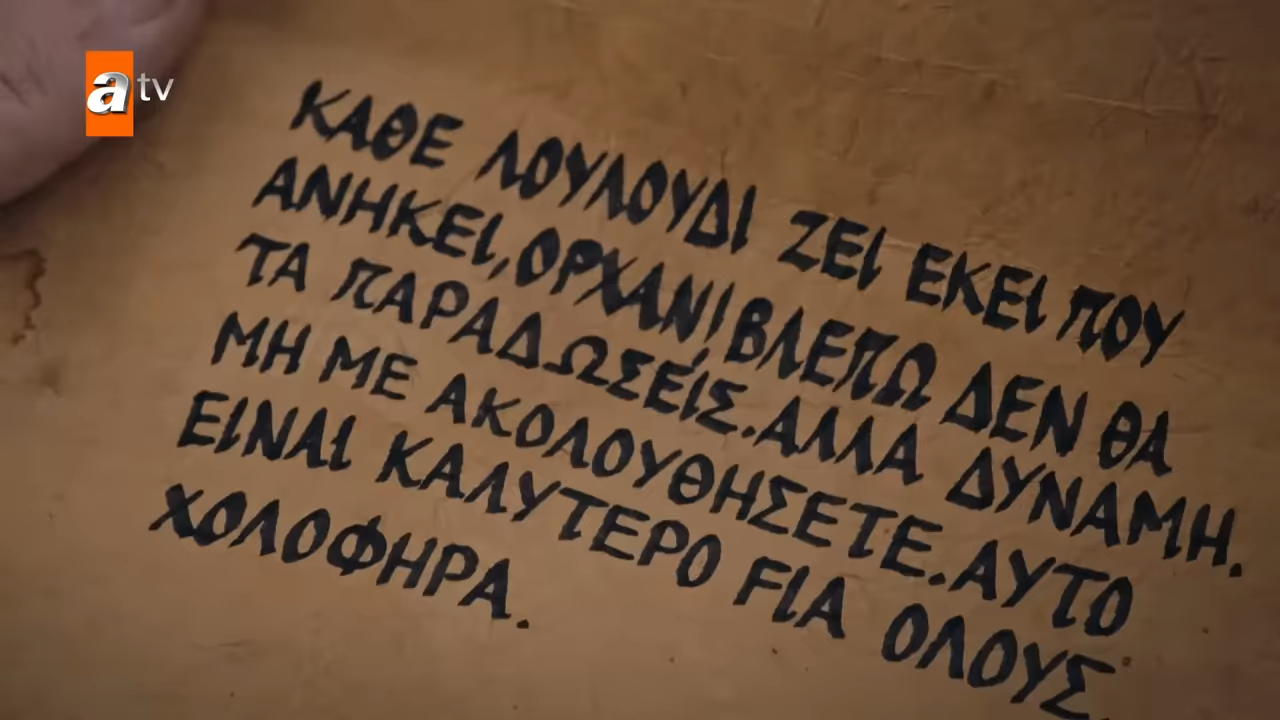 atv
ΚΑΘΕ ΛΟΥΛΟΥΔΙ ΖΕΙ ΕΚΕΙ ΠΟΥ
ΑΝΗΚΕΙ, ΟΡΧΑΝ! ΒΛΕΠΩ ΔΕΝ ΘΑ
ΤΑ ΠΑΡΑΔΩΣΕΙΣ. ΑΛΛΑ ΔΥΝΑΜΗ.
ΜΗ ΜΕ ΑΚΟΛΟΥΘΗΣΕΤΕ. ΑΥΤΟ
ΕΙΝΑΙ ΚΑΛΥΤΕΡΟ FΙΑ ΟΛΟΥΣ.
ΧΟΛΟΦΗΡΑ.